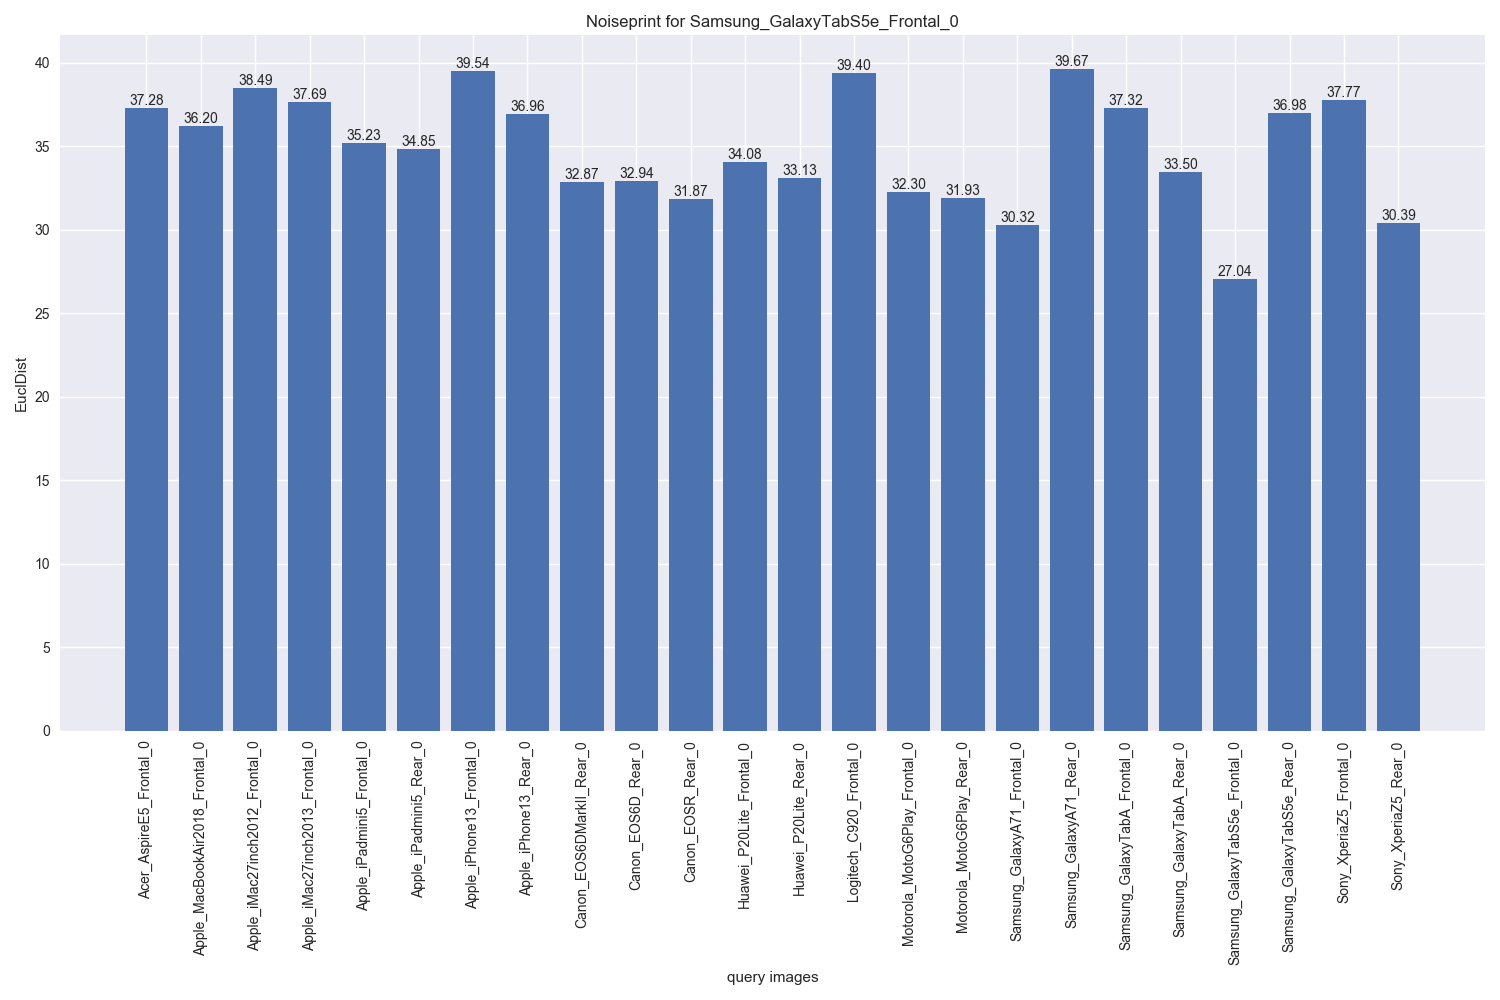 Noiseprint for Samsung_GalaxyTabS5e_Frontal_0
EuclDist
40
35
30
25
20
15
10
5
0
37.28
36.20
38.49
37.69
35.23
34.85
39.54
36.96
32.87
32.94
31.87
34.08
33.13
39.40
32.30
31.93
30.32
39.67
37.32
33.50
27.04
36.98
37.77
30.39
Acer_AspireE5_Frontal_0
Apple_MacBookAir2018_Frontal_0
Apple_iMac27inch2012_Frontal_0
Apple_iMac27inch2013_Frontal_0
Apple_iPadmini5_Frontal_0
Apple_iPadmini5_Rear_0
Apple_iPhone13_Frontal_0
Apple_iPhone13_Rear_0
Canon_EOS6DMarkII_Rear_0
Canon_EOS6D_Rear_0
Canon_EOSR_Rear_0
Huawei_P20Lite_Frontal_0
Huawei_P20Lite_Rear_0
Logitech_C920_Frontal_0
Motorola_MotoG6Play_Frontal_0
Motorola_MotoG6Play_Rear_0
Samsung_GalaxyA71_Frontal_0
Samsung_GalaxyA71_Rear_0
Samsung_GalaxyTabA_Frontal_0
Samsung_GalaxyTabA_Rear_0
Samsung_GalaxyTabS5e_Frontal_0
Samsung_GalaxyTabS5e_Rear_0
Sony_XperiaZ5_Frontal_0
Sony_XperiaZ5_Rear_0
query images